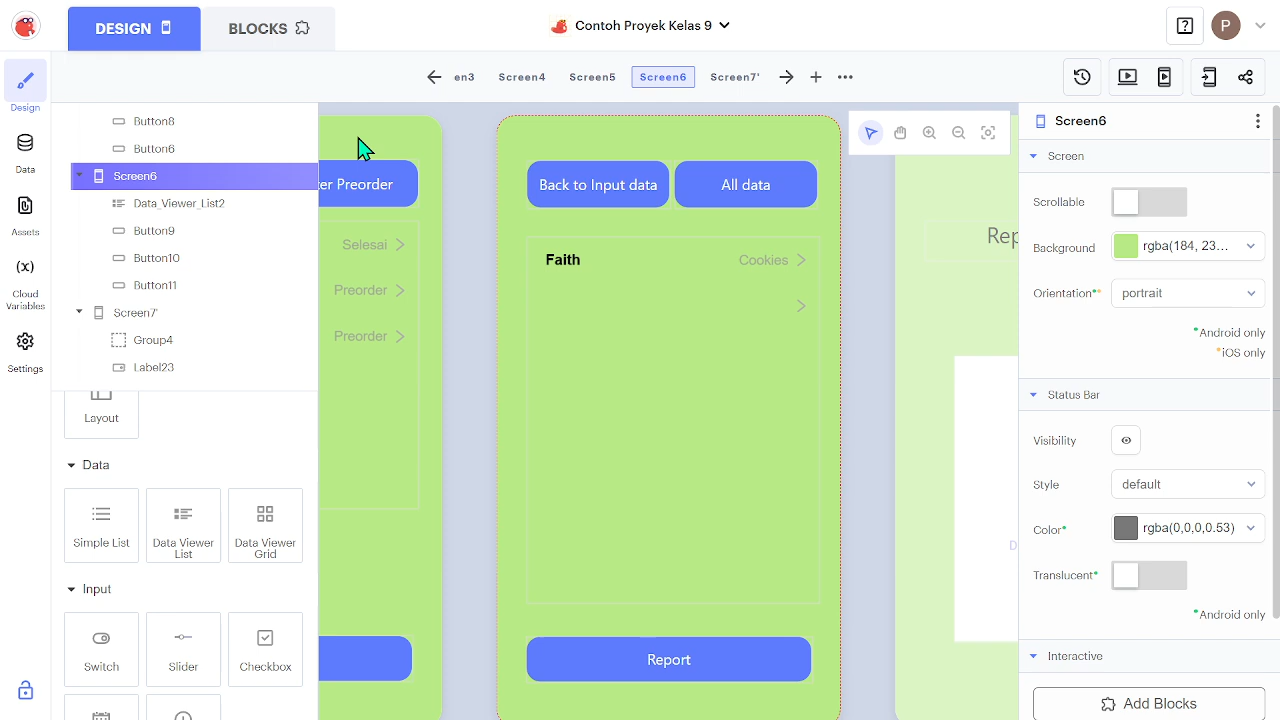 DESIGN
BLOCKS
Contoh Proyek Kelas 9
P
en3
Screen4
Screen5
Screen6
Screen7'
Design
Data
Assets
(x)
Cloud
Variables
Settings
Button8
Button6
Screen6
Data_Viewer_List2
Button9
Button10
Button11
Screen7'
Group4
Label23
Layout
Data
Simple List
Data Viewer
List
Data Viewer
Grid
Input
Switch
Slider
Checkbox
ter Preorder
Selesai
Preorder
Preorder
Back to Input data
All data
Faith
Cookies
Report
Rep
D
Screen6
Screen
Scrollable
Background
rgba(184, 23...
Orientation**
portrait
*Android only
*iOS only
Status Bar
Visibility
Style
default
Color*
rgba(0,0,0,0.53)
Translucent*
*Android only
Interactive
Add Blocks